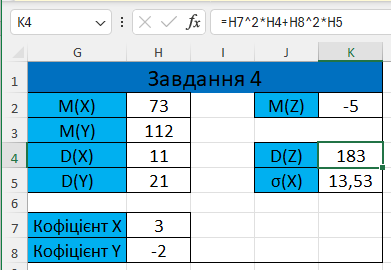 K4 fx =H7^2*H4+H8^2*H5
G H I J K
1 Завдання 4
2 M(X) 73 M(Z) -5
3 M(Y) 112
4 D(X) 11 D(Z) 183
5 D(Y) 21 σ(X) 13,53
6
7 Кофіцієнт X 3
8 Кофіцієнт Y -2